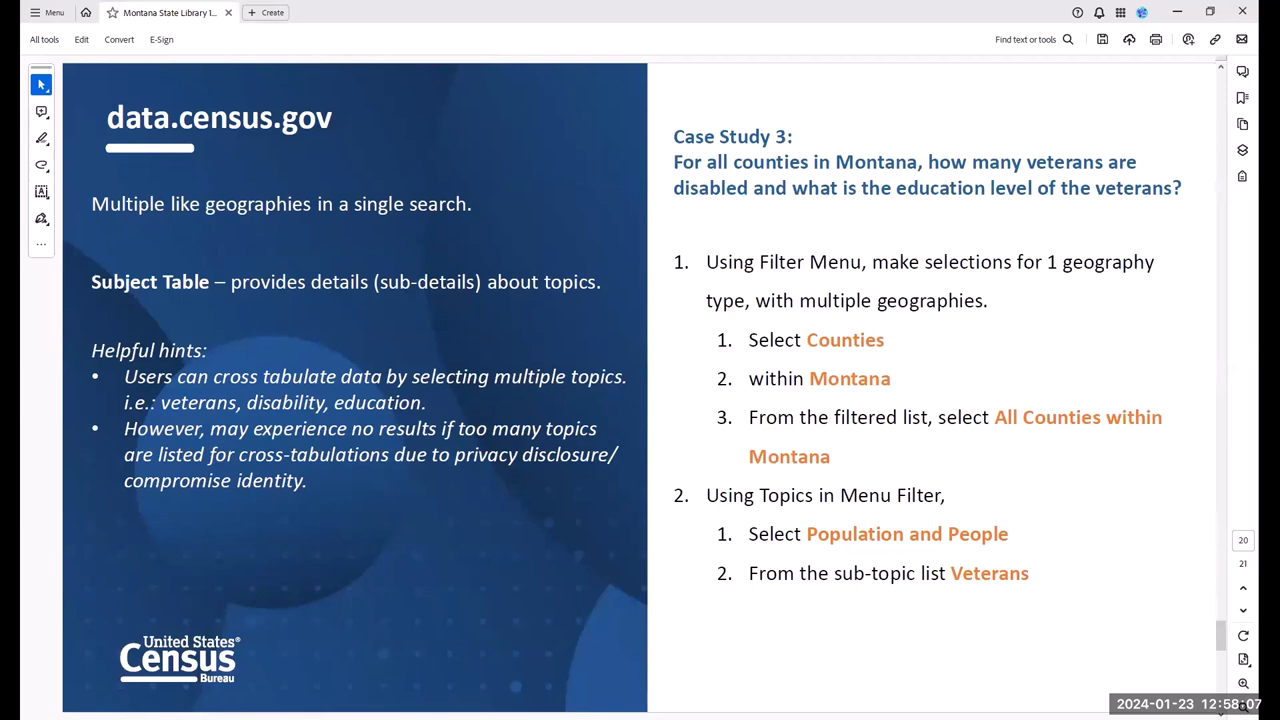 Menu
Montana State Library 1...
Create
All tools
Edit
Convert
E-Sign
Find text or tools
data.census.gov
Multiple like geographies in a single search.
Subject Table – provides details (sub-details) about topics.
Helpful hints:
• Users can cross tabulate data by selecting multiple topics.
i.e.: veterans, disability, education.
• However, may experience no results if too many topics
are listed for cross-tabulations due to privacy disclosure/
compromise identity.
United States®
Census
Bureau
Case Study 3:
For all counties in Montana, how many veterans are
disabled and what is the education level of the veterans?
1. Using Filter Menu, make selections for 1 geography
type, with multiple geographies.
1. Select Counties
2. within Montana
3. From the filtered list, select All Counties within
Montana
2. Using Topics in Menu Filter,
1. Select Population and People
2. From the sub-topic list Veterans
20
21
2024-01-23 12:58:07